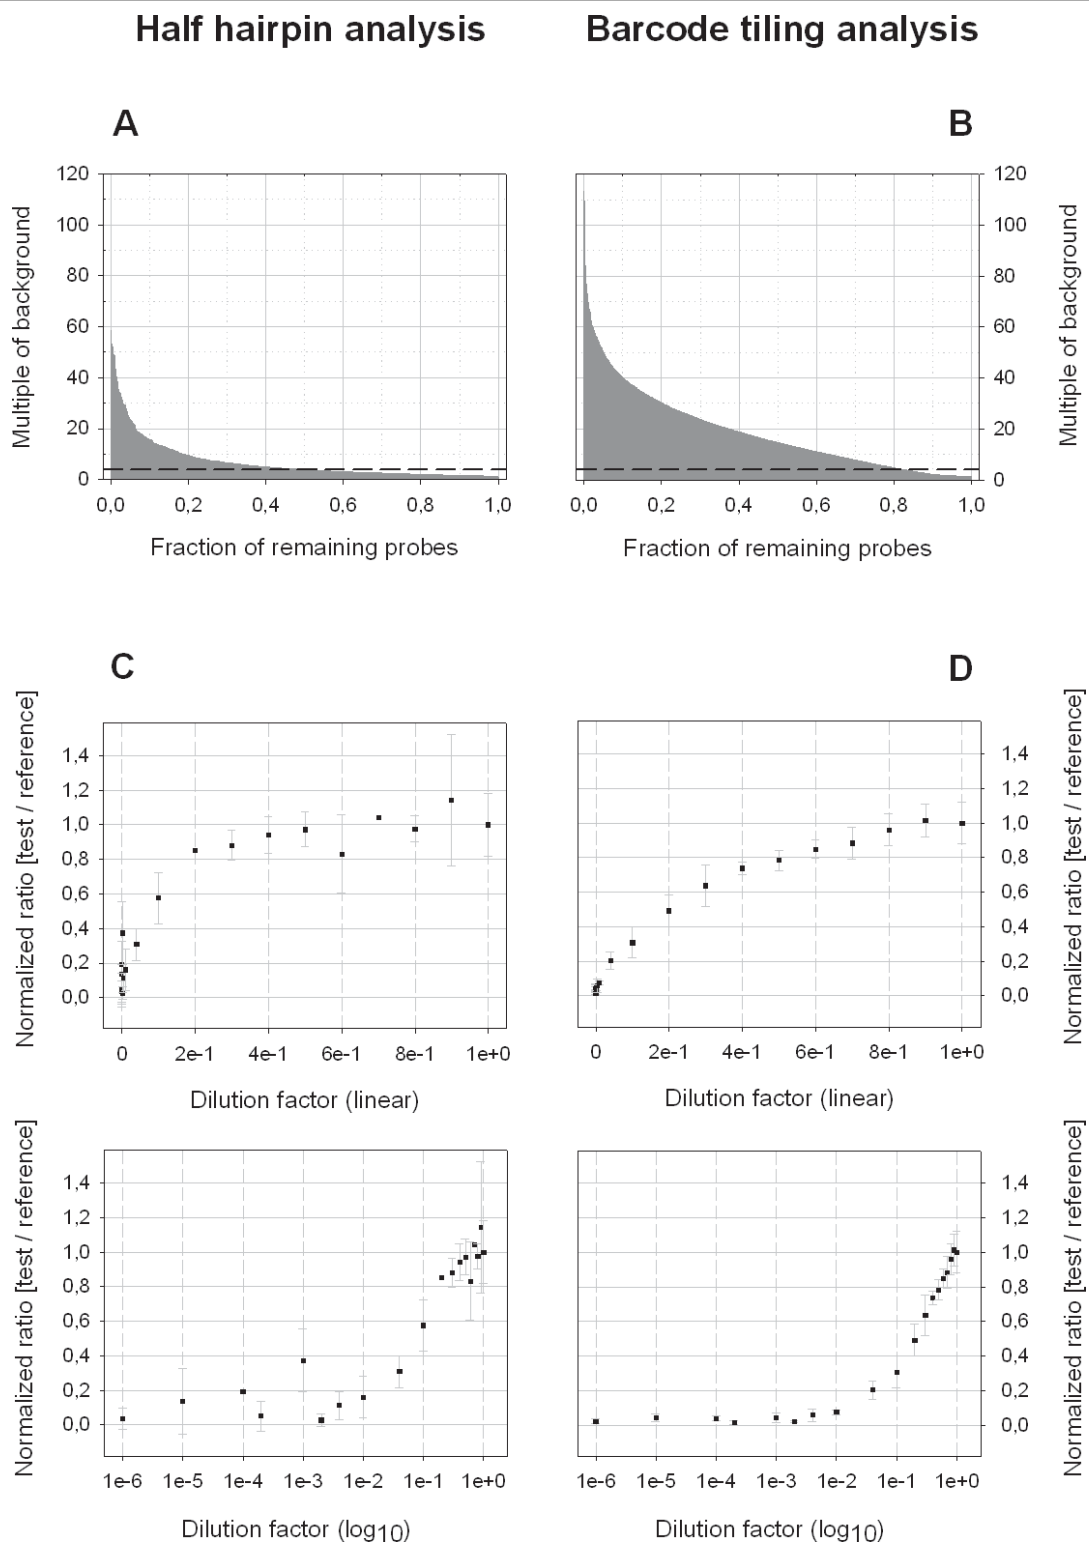 Half hairpin analysis
Barcode tiling analysis
A
B
120
100
80
60
40
20
0
Multiple of background
0,0 0,2 0,4 0,6 0,8 1,0
Fraction of remaining probes
120
100
80
60
40
20
0
Multiple of background
0,0 0,2 0,4 0,6 0,8 1,0
Fraction of remaining probes
C
D
Normalized ratio [test / reference]
1,4
1,2
1,0
0,8
0,6
0,4
0,2
0,0
0 2e-1 4e-1 6e-1 8e-1 1e+0
Dilution factor (linear)
1,4
1,2
1,0
0,8
0,6
0,4
0,2
0,0
Normalized ratio [test / reference]
0 2e-1 4e-1 6e-1 8e-1 1e+0
Dilution factor (linear)
Normalized ratio [test / reference]
1,4
1,2
1,0
0,8
0,6
0,4
0,2
0,0
1e-6 1e-5 1e-4 1e-3 1e-2 1e-1 1e+0
Dilution factor (log10)
1,4
1,2
1,0
0,8
0,6
0,4
0,2
0,0
Normalized ratio [test / reference]
1e-6 1e-5 1e-4 1e-3 1e-2 1e-1 1e+0
Dilution factor (log10)